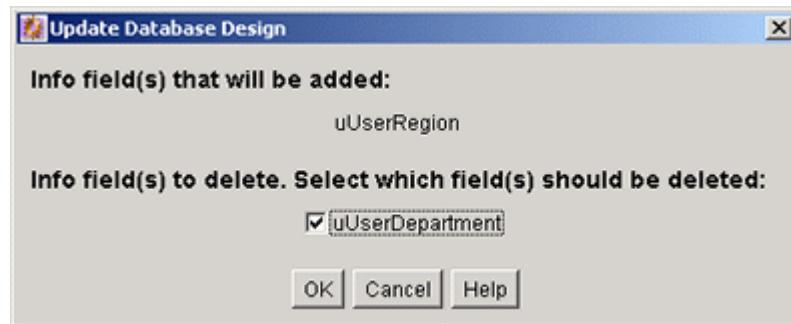 Update Database Design
Info field(s) that will be added:
uUserRegion
Info field(s) to delete. Select which field(s) should be deleted:
uUserDepartment
OK Cancel Help